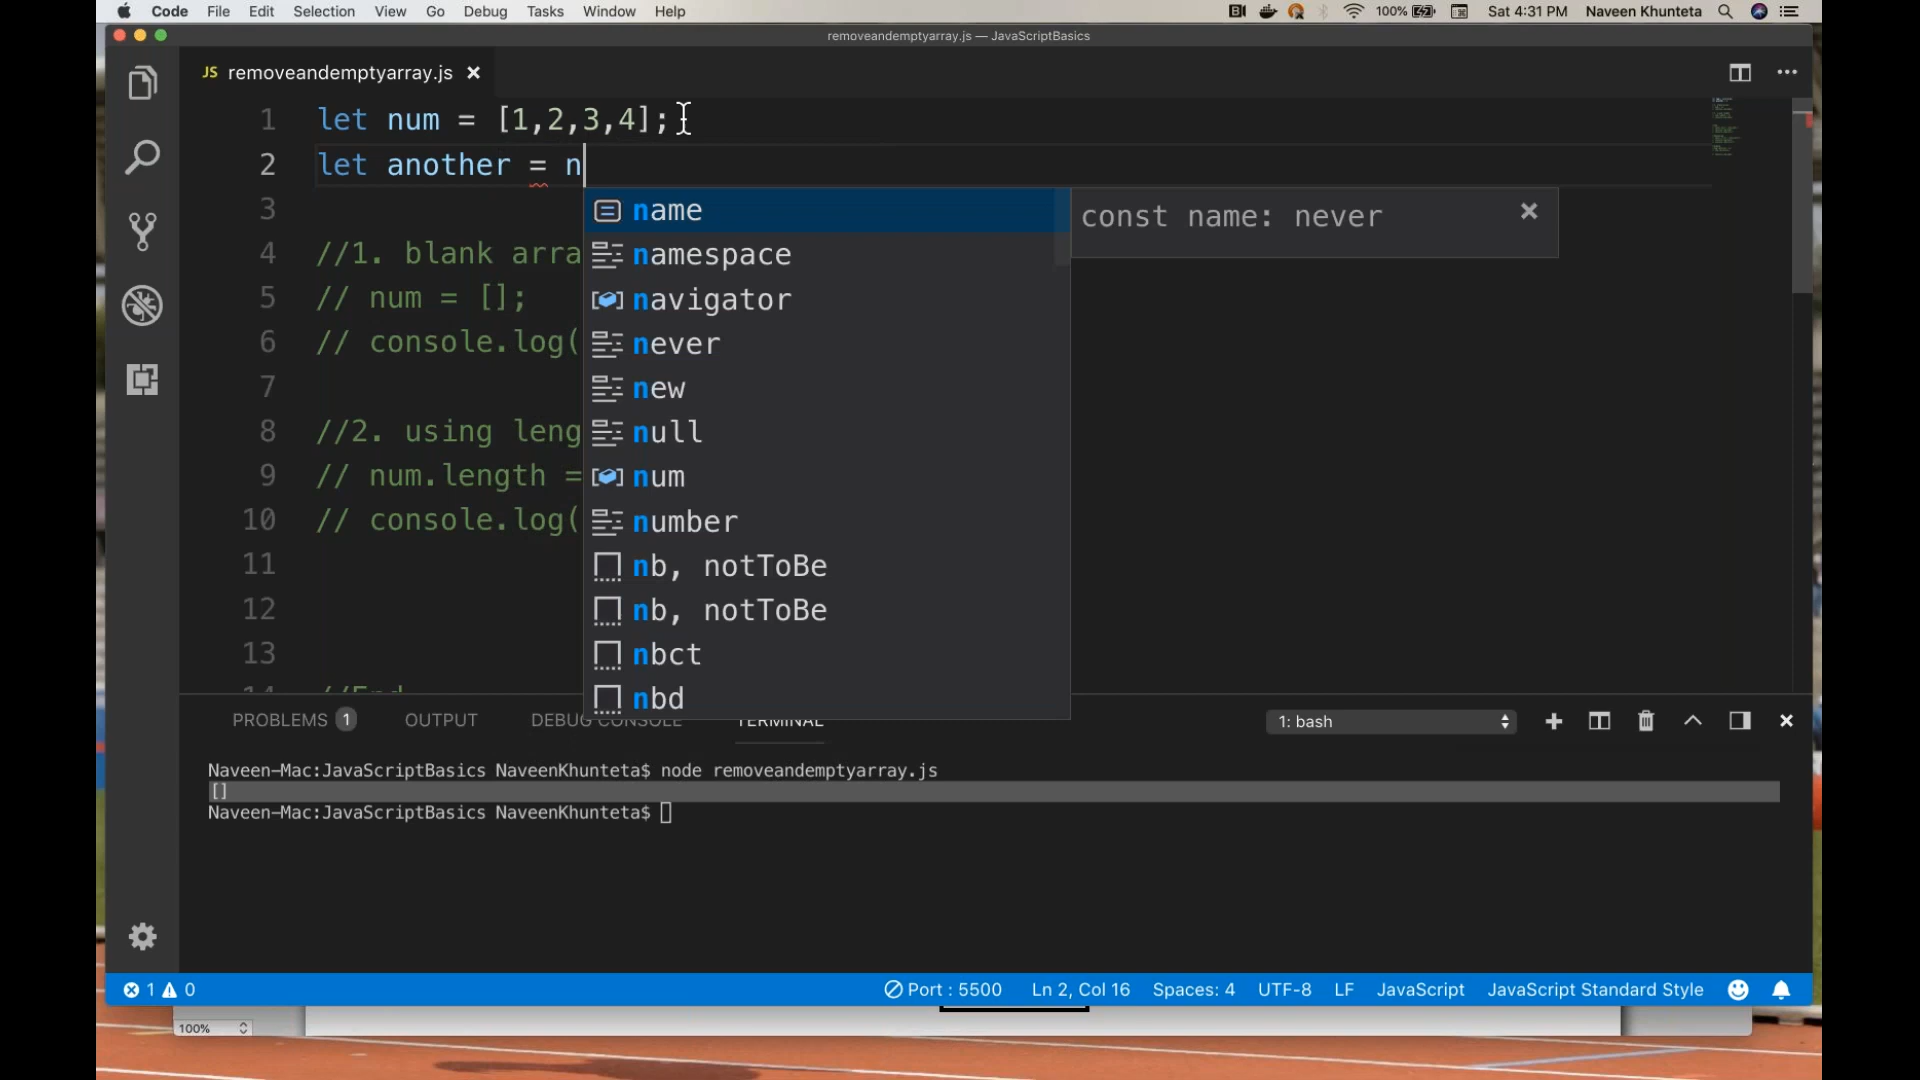 Code File Edit Selection View Go Debug Tasks Window Help 100% Sat 4:31 PM Naveen Khunteta
removeandemptyarray.js — JavaScriptBasics
JS removeandemptyarray.js
1 let num = [1,2,3,4];
2 let another = n
3
4 //1. blank arra
5 // num = [];
6 // console.log(
7
8 //2. using leng
9 // num.length =
10 // console.log(
11
12
13
14 //End
name
namespace
navigator
never
new
null
num
number
nb, notToBe
nb, notToBe
nbct
nbd
const name: never
PROBLEMS 1 OUTPUT DEBUG CONSOLE TERMINAL 1: bash
Naveen-Mac:JavaScriptBasics NaveenKhunteta$ node removeandemptyarray.js
[]
Naveen-Mac:JavaScriptBasics NaveenKhunteta$
1 0 Port : 5500 Ln 2, Col 16 Spaces: 4 UTF-8 LF JavaScript JavaScript Standard Style
100%